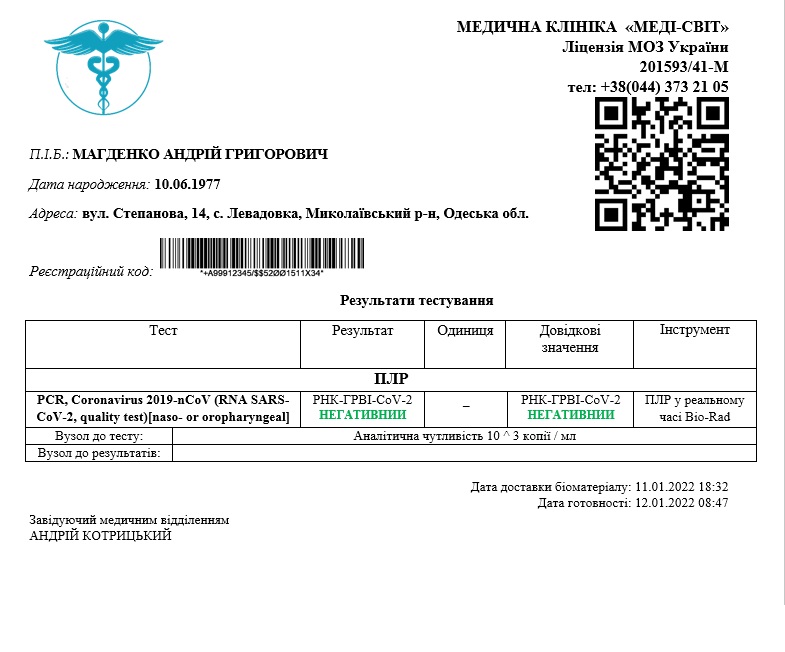 МЕДИЧНА КЛІНІКА «МЕДІ-СВІТ»
Ліцензія МОЗ України
201593/41-М
тел: +38(044) 373 21 05
П.І.Б.: МАГДЕНКО АНДРІЙ ГРИГОРОВИЧ
Дата народження: 10.06.1977
Адреса: вул. Степанова, 14, с. Левадовка, Миколаївський р-н, Одеська обл.
Реєстраційний код:
*+A99912345/$$52ØØ1511X34*
Результати тестування
Тест Результат Одиниця Довідкові значення Інструмент
ПЛР
PCR, Coronavirus 2019-nCoV (RNA SARS- РНК-ГРВІ-CoV-2 – РНК-ГРВІ-CoV-2 ПЛР у реальному
CoV-2, quality test)[naso- or oropharyngeal] НЕГАТИВНИИ НЕГАТИВНИИ часі Bio-Rad
Вузол до тесту: Аналітична чутливість 10 ^ 3 копії / мл
Вузол до результатів:
Дата доставки біоматеріалу: 11.01.2022 18:32
Дата готовності: 12.01.2022 08:47
Завідуючий медичним відділенням
АНДРІЙ КОТРИЦЬКИЙ